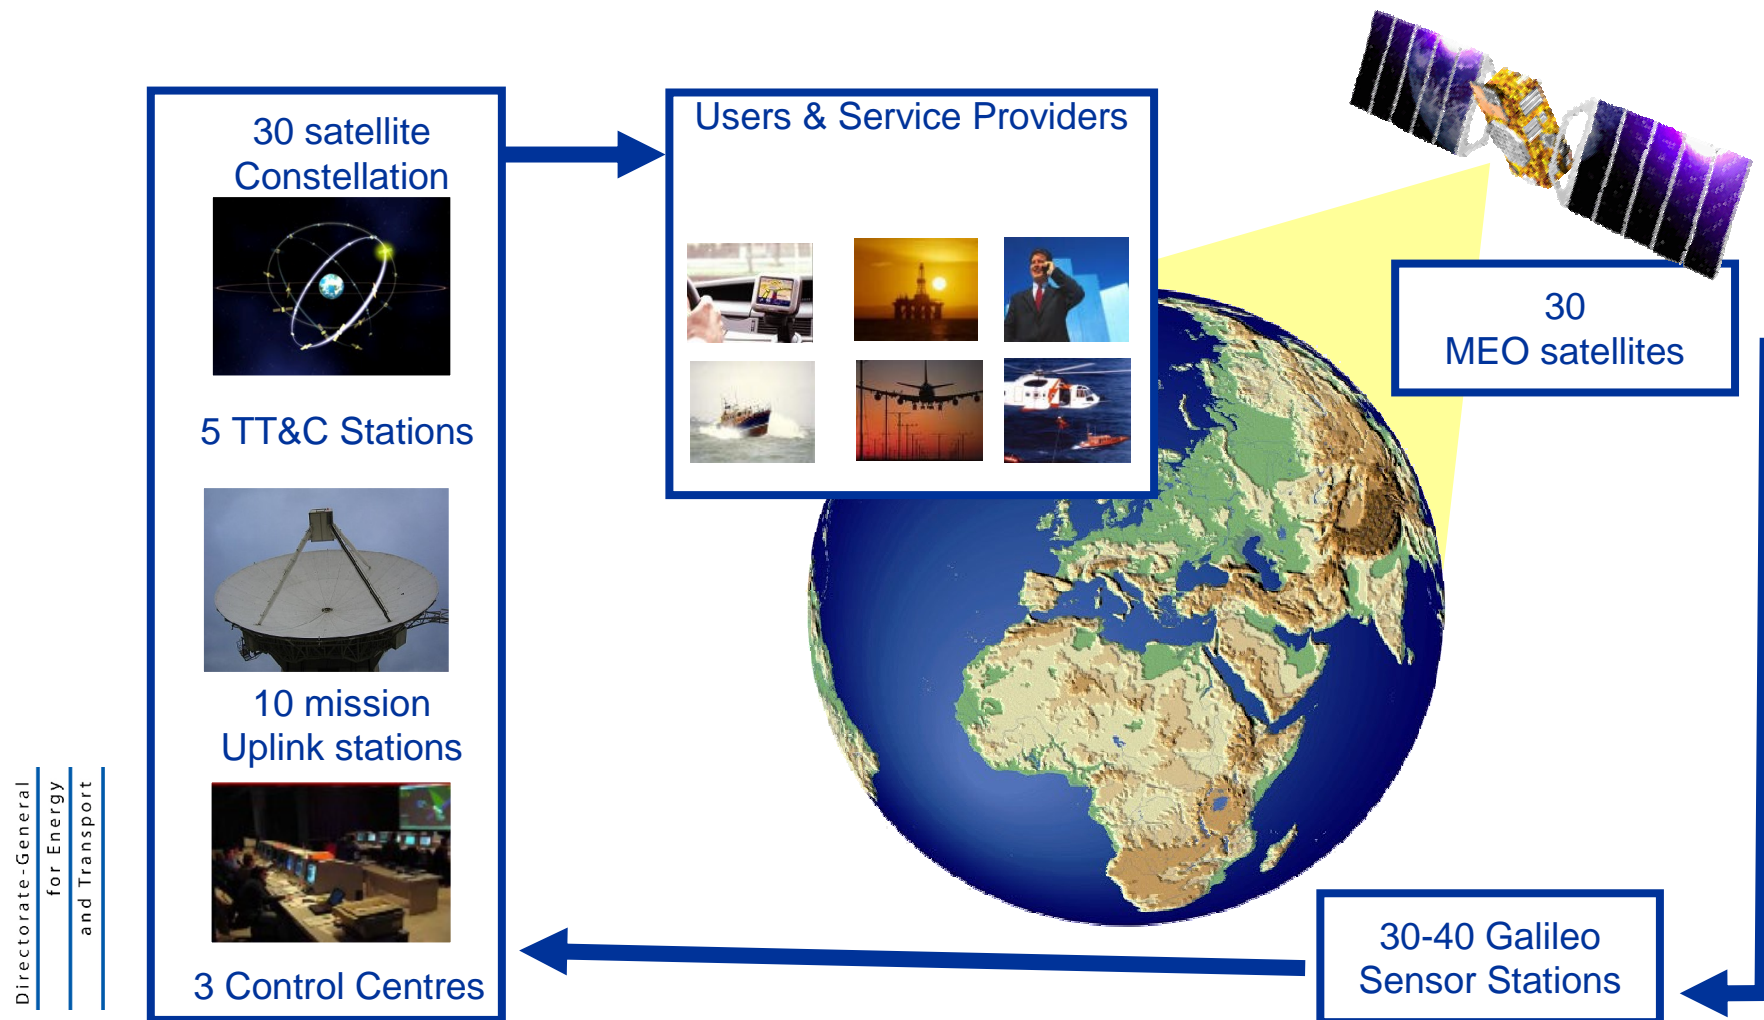 30 satellite
Constellation
5 TT&C Stations
10 mission
Uplink stations
3 Control Centres
Users & Service Providers
30
MEO satellites
30-40 Galileo
Sensor Stations
Directorate-General
for Energy
and Transport